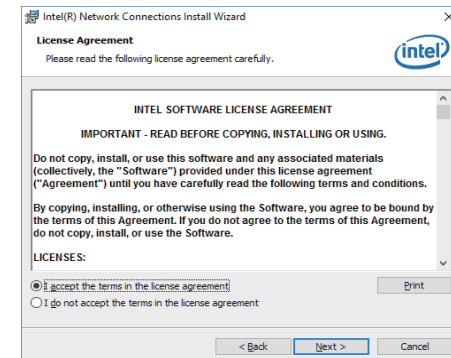 Intel(R) Network Connections Install Wizard
License Agreement
Please read the following license agreement carefully.
intel
INTEL SOFTWARE LICENSE AGREEMENT
IMPORTANT - READ BEFORE COPYING, INSTALLING OR USING.
Do not copy, install, or use this software and any associated materials
(collectively, the "Software") provided under this license agreement
("Agreement") until you have carefully read the following terms and conditions.
By copying, installing, or otherwise using the Software, you agree to be bound by
the terms of this Agreement. If you do not agree to the terms of this Agreement,
do not copy, install, or use the Software.
LICENSES:
I accept the terms in the license agreement
Print
I do not accept the terms in the license agreement
< Back
Next >
Cancel